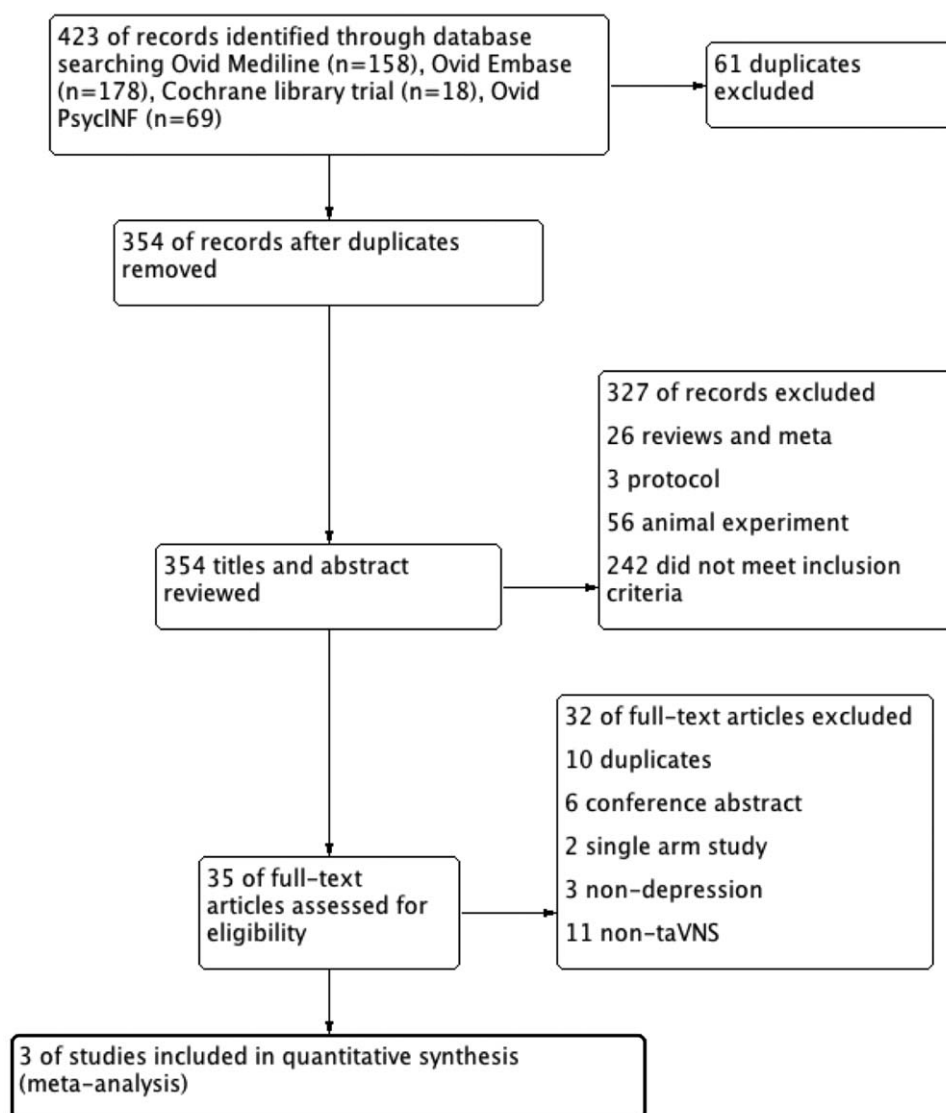 423 of records identified through database
searching Ovid Mediline (n=158), Ovid Embase
(n=178), Cochrane library trial (n=18), Ovid
PsycINF (n=69)
61 duplicates
excluded
354 of records after duplicates
removed
327 of records excluded
26 reviews and meta
3 protocol
56 animal experiment
242 did not meet inclusion
criteria
354 titles and abstract
reviewed
32 of full-text articles excluded
10 duplicates
6 conference abstract
2 single arm study
3 non-depression
11 non-taVNS
35 of full-text
articles assessed for
eligibility
3 of studies included in quantitative synthesis
(meta-analysis)